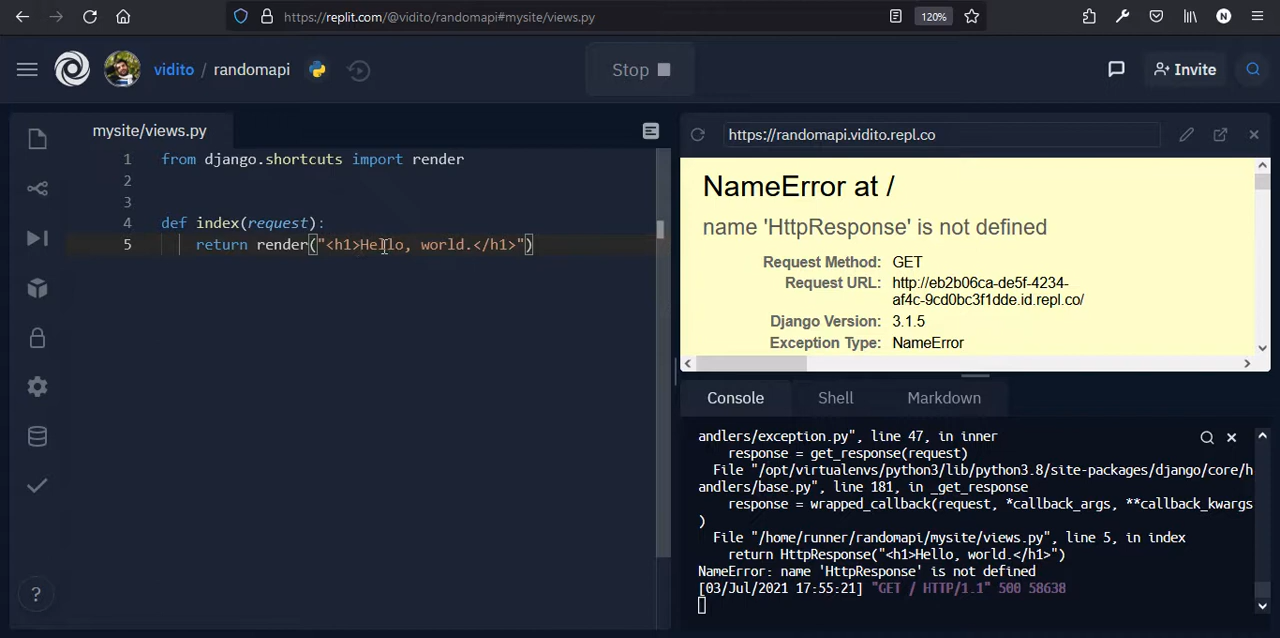 https://replit.com/@vidito/randomapi#mysite/views.py
120%
N
vidito / randomapi
Stop
Invite
mysite/views.py
1 from django.shortcuts import render
2
3
4 def index(request):
5 return render("<h1>Hello, world.</h1>")
?
https://randomapi.vidito.repl.co
NameError at /
name 'HttpResponse' is not defined
Request Method: GET
Request URL: http://eb2b06ca-de5f-4234-
af4c-9cd0bc3f1dde.id.repl.co/
Django Version: 3.1.5
Exception Type: NameError
Console Shell Markdown
andlers/exception.py", line 47, in inner
response = get_response(request)
File "/opt/virtualenvs/python3/lib/python3.8/site-packages/django/core/h
andlers/base.py", line 181, in _get_response
response = wrapped_callback(request, *callback_args, **callback_kwargs
)
File "/home/runner/randomapi/mysite/views.py", line 5, in index
return HttpResponse("<h1>Hello, world.</h1>")
NameError: name 'HttpResponse' is not defined
[03/Jul/2021 17:55:21] "GET / HTTP/1.1" 500 58638